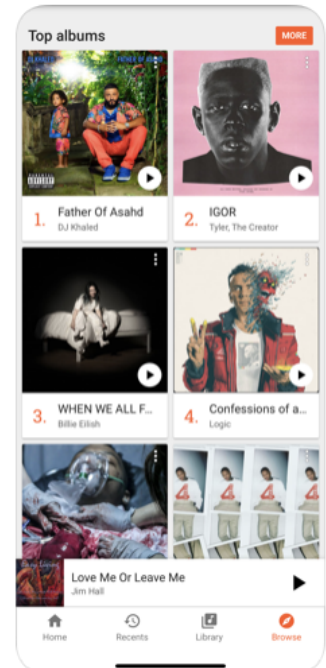 Top albums
MORE
1. Father Of Asahd
DJ Khaled
2. IGOR
Tyler, The Creator
3. WHEN WE ALL F...
Billie Eilish
4. Confessions of a...
Logic
Love Me Or Leave Me
Jim Hall
Home
Recents
Library
Browse